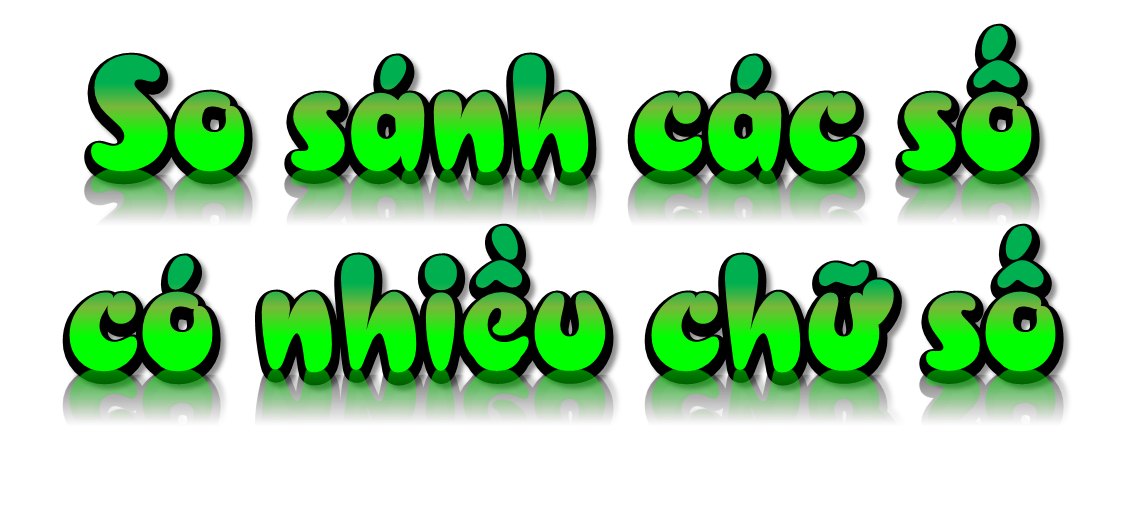 So sánh các số
có nhiều chữ số